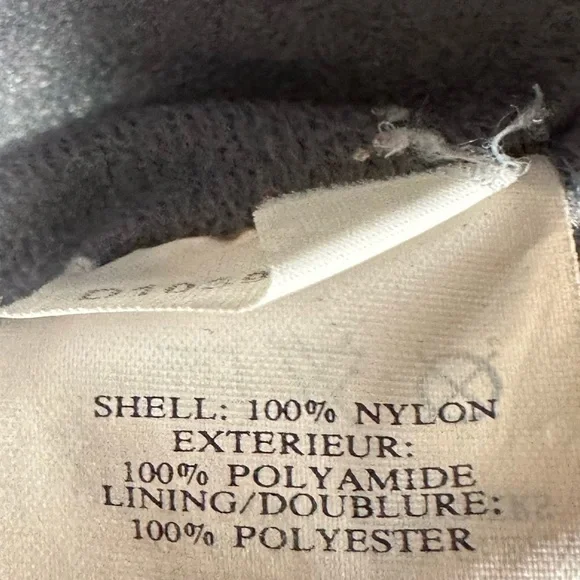 SHELL: 100% NYLON
EXTERIEUR:
100% POLYAMIDE
LINING/DOUBLURE:
100% POLYESTER